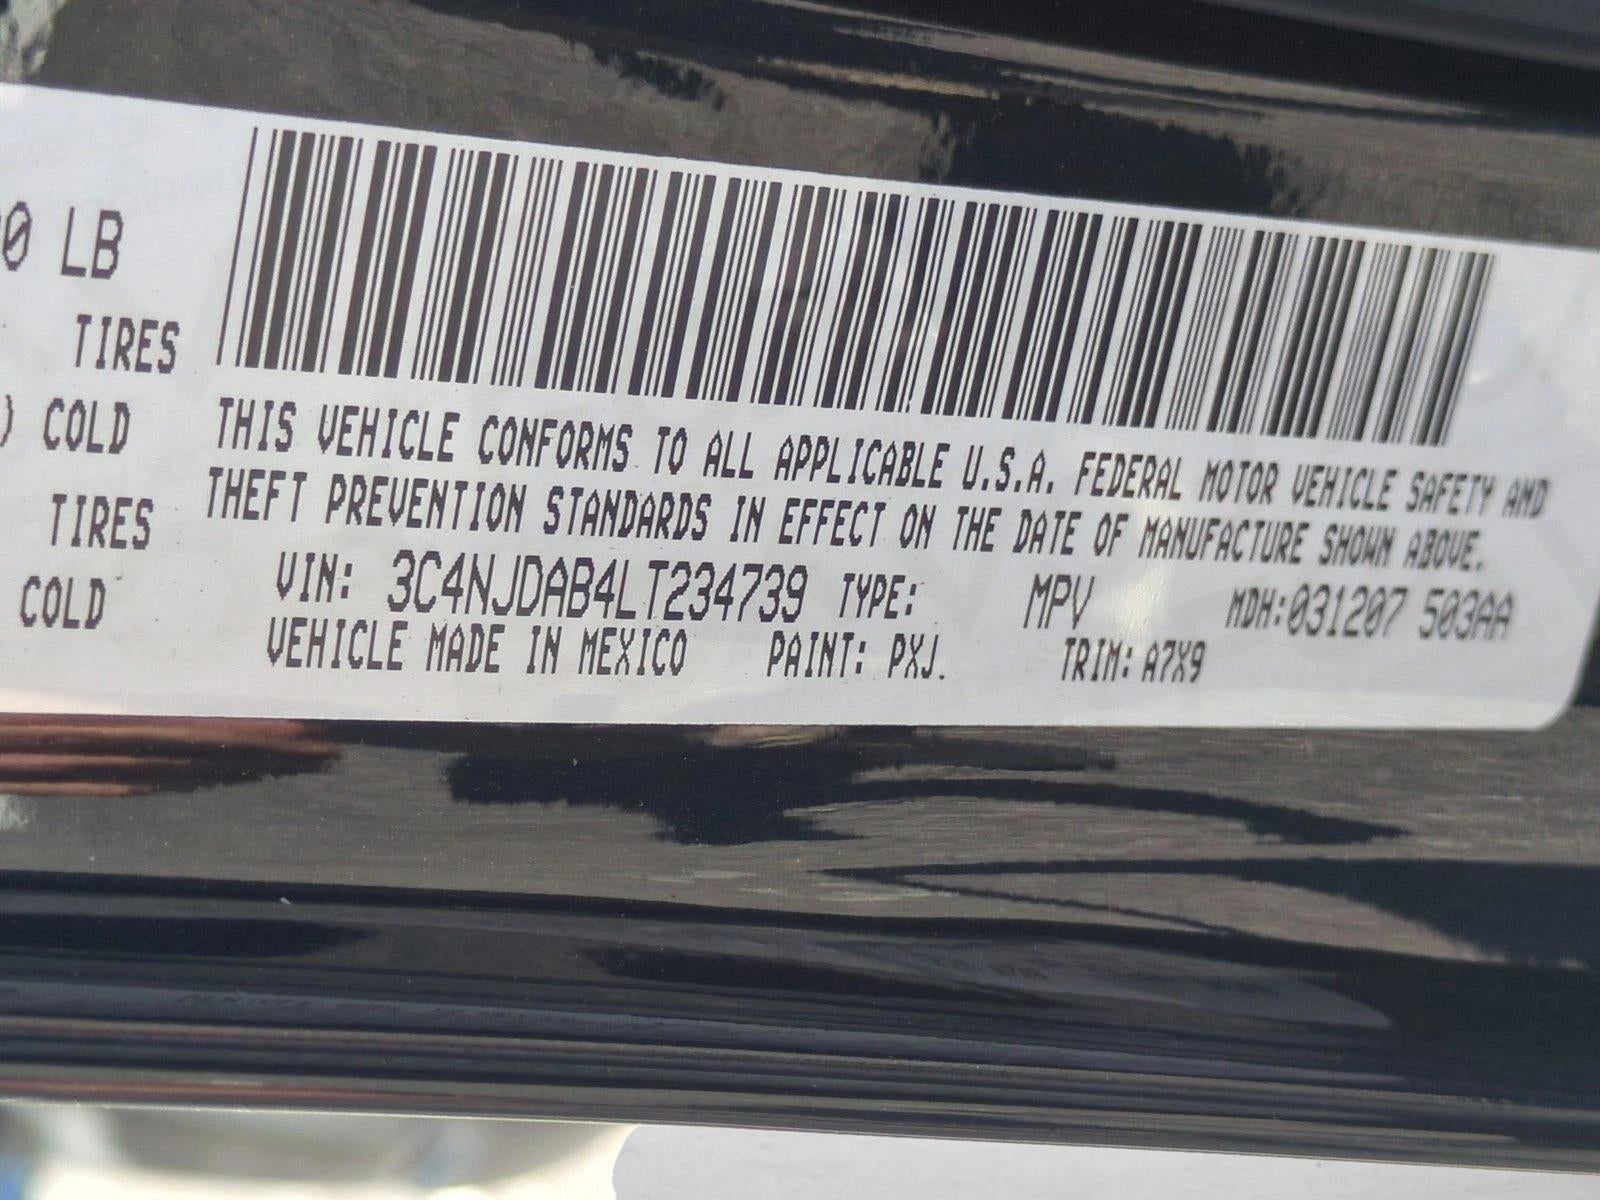 0 LB
TIRES
) COLD
TIRES
COLD
THIS VEHICLE CONFORMS TO ALL APPLICABLE U.S.A. FEDERAL MOTOR VEHICLE SAFETY AND
THEFT PREVENTION STANDARDS IN EFFECT ON THE DATE OF MANUFACTURE SHOWN ABOVE.
VIN: 3C4NJDAB4LT234739 TYPE: MPV MDH:031207 503AA
VEHICLE MADE IN MEXICO PAINT: PXJ. TRIM: A7X9